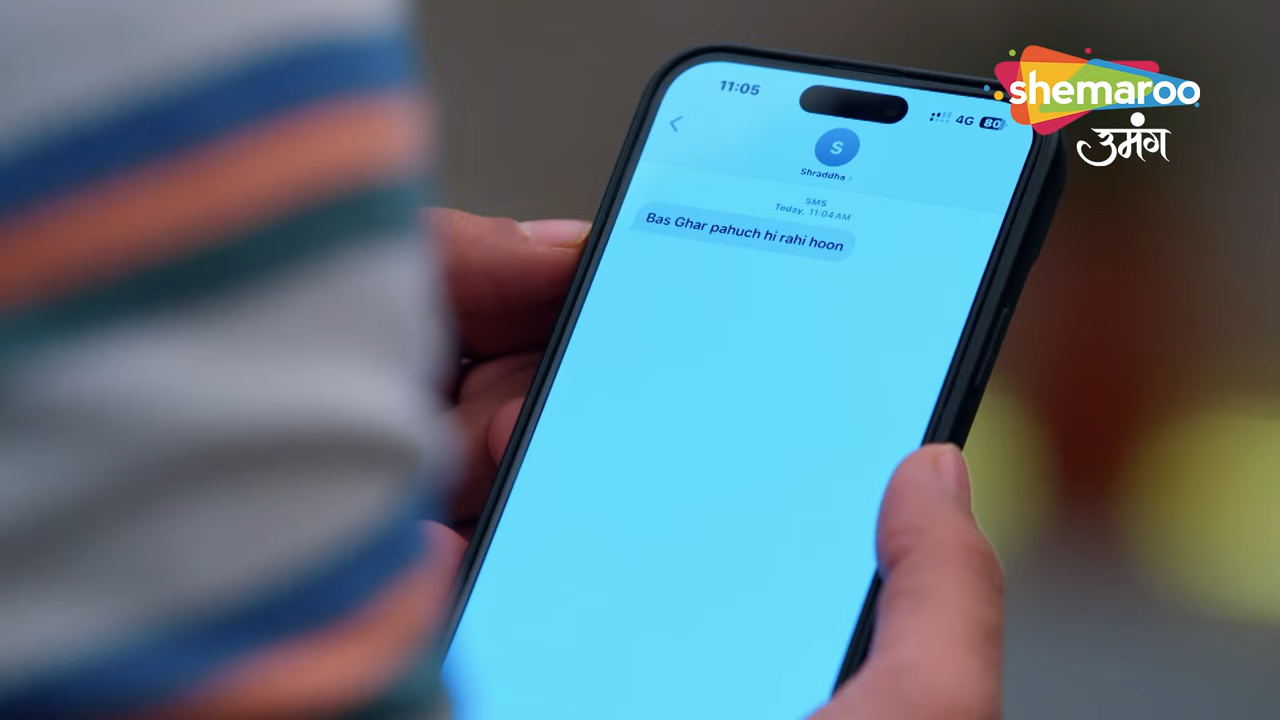 11:05
4G 80
shemaroo
उमंग
S
Shraddha
SMS
Today, 11:04 AM
Bas Ghar pahuch hi rahi hoon